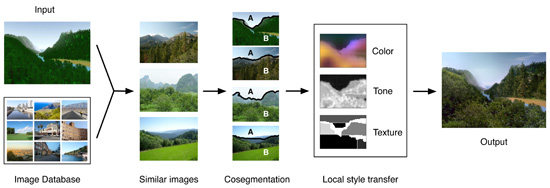 Input
Image Database
Similar images
A
B
A
B
A
B
A
B
Cosegmentation
Color
Tone
Texture
Local style transfer
Output